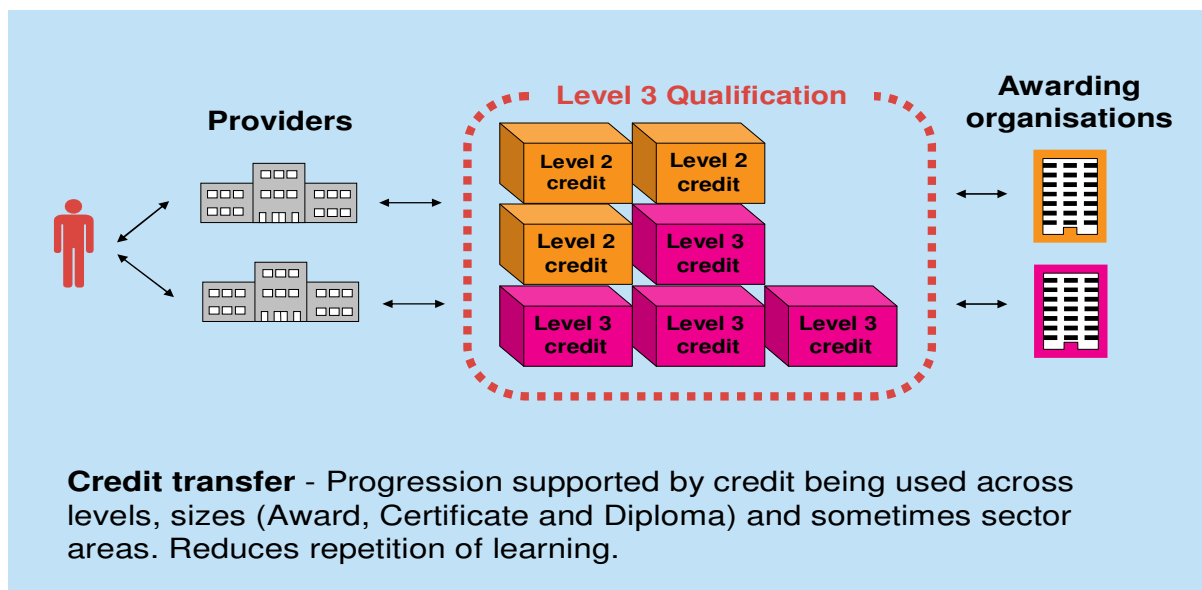 Level 3 Qualification
Awarding
organisations
Providers
Level 2
credit
Level 2
credit
Level 2
credit
Level 3
credit
Level 3
credit
Level 3
credit
Level 3
credit
Credit transfer - Progression supported by credit being used across
levels, sizes (Award, Certificate and Diploma) and sometimes sector
areas. Reduces repetition of learning.